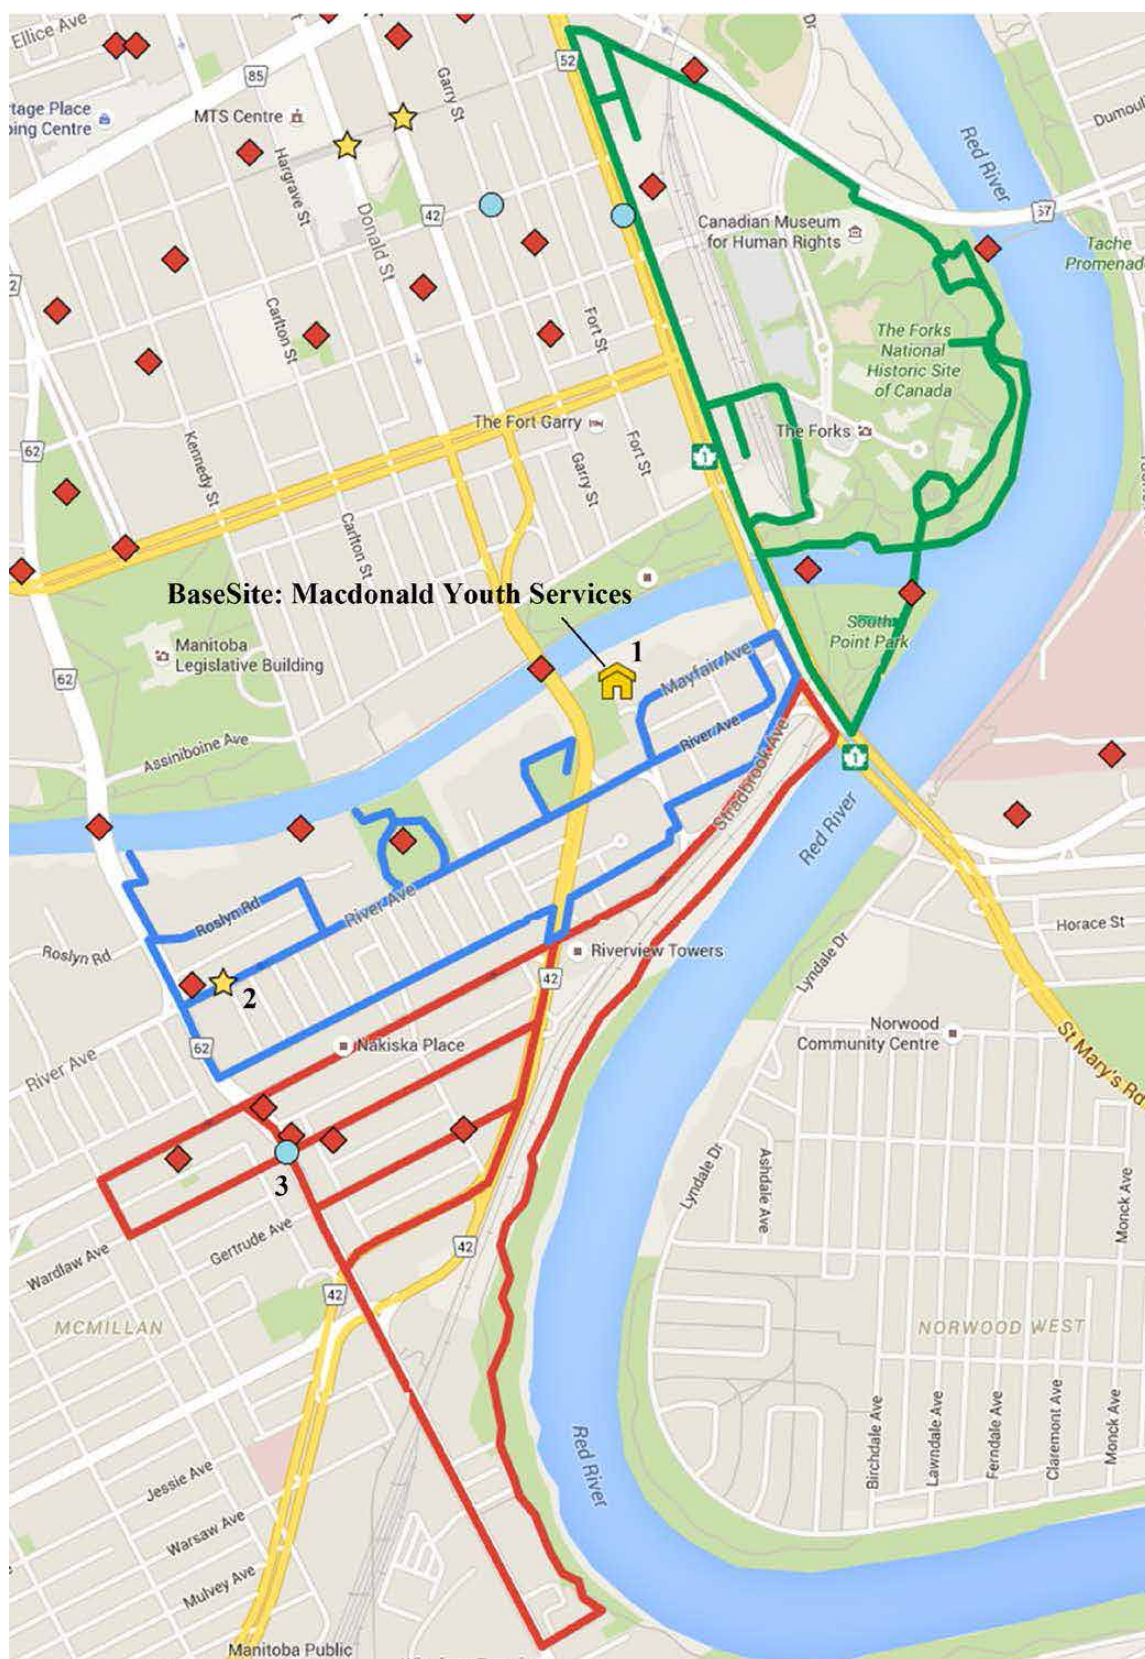 Ellice Ave
52
85
Garry St
Dr
tage Place
ping Centre
MTS Centre
Dumouli
Red River
Hargrave St
Donald St
42
57
Canadian Museum
for Human Rights
Tache
Promenad
2
Carlton St
Fort St
The Forks
National
Historic Site
of Canada
The Fort Garry
The Forks
62
Kennedy St
Fort St
Garry St
1
Carlton St
BaseSite: Macdonald Youth Services
1
South
Point Park
Manitoba
Legislative Building
62
Mayfair Ave
River Ave
Assiniboine Ave
Stradbrook Ave
1
Red River
Roslyn Rd
River Ave
Roslyn Rd
Horace St
Riverview Towers
Lyndale Dr
42
2
Norwood
Community Centre
62
Nakiska Place
River Ave
St Mary's Rd
3
Lyndale Dr
Ashdale Ave
Monck Ave
Gertrude Ave
Wardlaw Ave
42
42
MCMILLAN
NORWOOD WEST
Birchdale Ave
Lawndale Ave
Ferndale Ave
Claremont Ave
Monck Ave
Red River
Jessie Ave
Warsaw Ave
Mulvey Ave
Manitoba Public